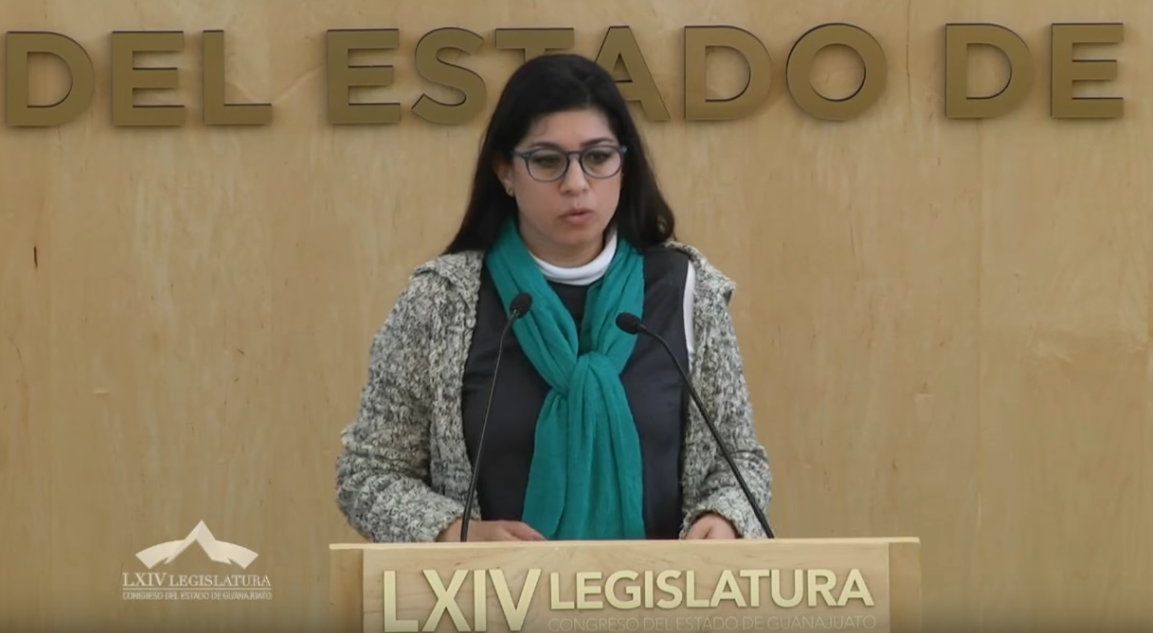 DEL ESTADO DE
LXIV LEGISLATURA
CONGRESO DEL ESTADO DE GUANAJUATO
LXIV LEGISLATURA
CONGRESO DEL ESTADO DE GUANAJUATO